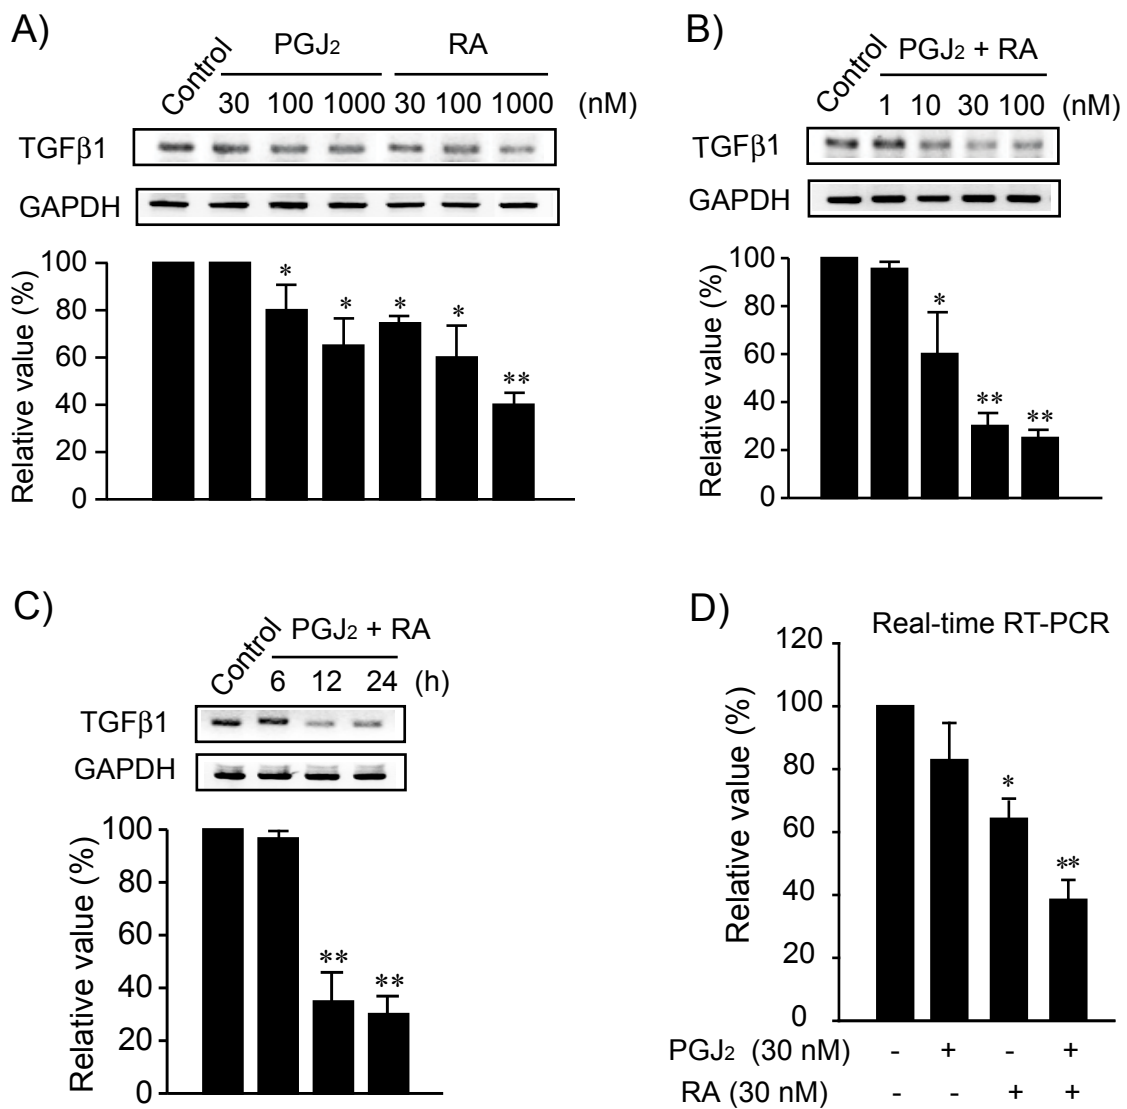 A)
Control
PGJ2
RA
30 100 1000 30 100 1000 (nM)
TGFβ1
GAPDH
Relative value (%)
100
80
60
40
20
0
* * * * **
B)
Control
PGJ2 + RA
1 10 30 100 (nM)
TGFβ1
GAPDH
Relative value (%)
100
80
60
40
20
0
* ** **
C)
Control
PGJ2 + RA
6 12 24 (h)
TGFβ1
GAPDH
Relative value (%)
100
80
60
40
20
0
** **
D)
Real-time RT-PCR
Relative value (%)
120
100
80
60
40
20
0
* **
PGJ2 (30 nM) - + - +
RA (30 nM) - - + +